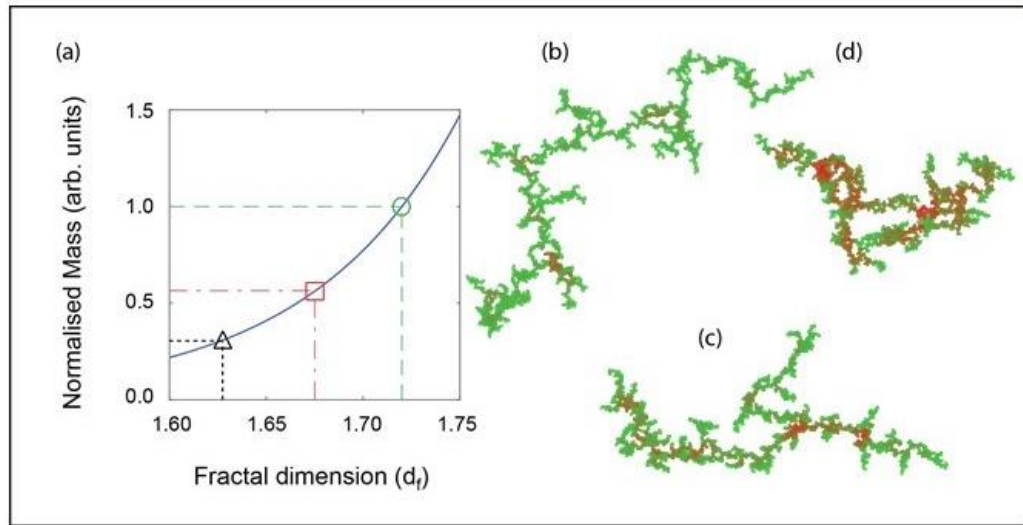 (a)
(b)
(d)
Normalised Mass (arb. units)
1.5
1.0
0.5
0.0
1.60
1.65
1.70
1.75
Fractal dimension (df)
(c)